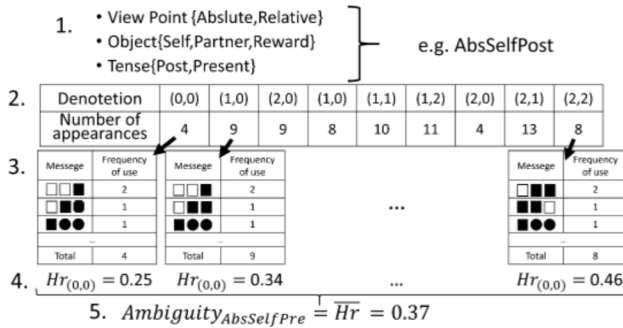 1.
• View Point {Abslute,Relative}
• Object{Self,Partner,Reward}
• Tense{Post,Present}
e.g. AbsSelfPost
2.
Denotetion (0,0) (1,0) (2,0) (1,0) (1,1) (1,2) (2,0) (2,1) (2,2)
Number of appearances 4 9 9 8 10 11 4 13 8
3.
Messege Frequency of use
2
1
1
...
Total 4
Messege Frequency of use
2
1
1
...
Total 9
...
Messege Frequency of use
2
1
1
...
Total 8
4. Hr(0,0) = 0.25 Hr(0,0) = 0.34 ... Hr(0,0) = 0.46
5. Ambiguity_AbsSelfPre = H̅r̅ = 0.37